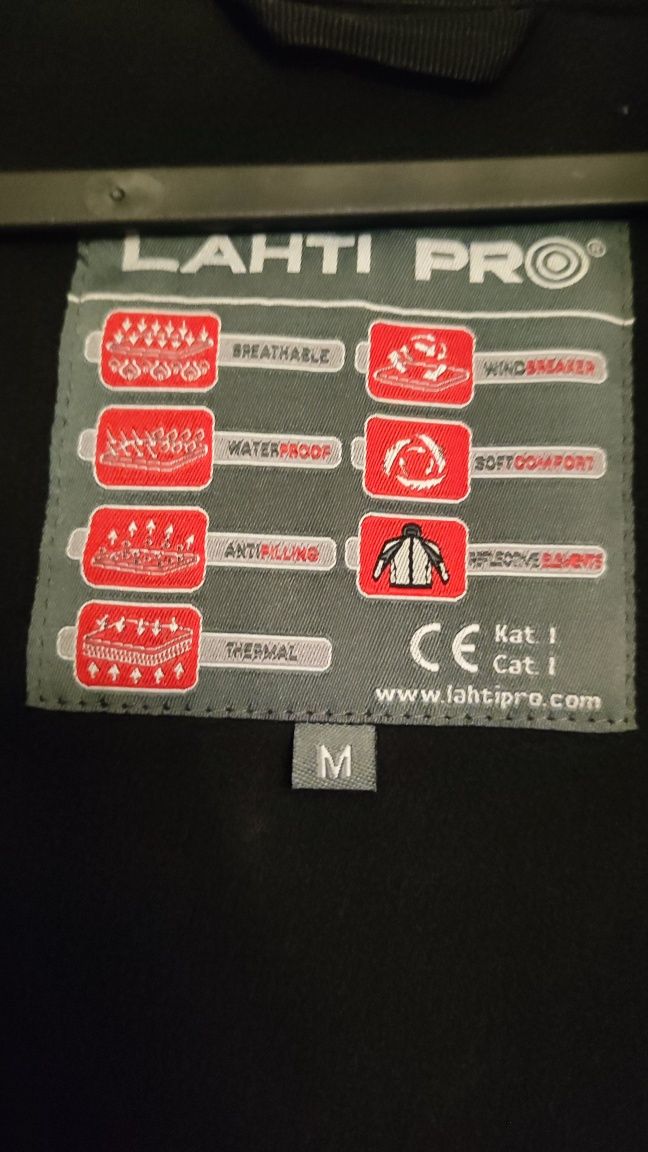 LAHTI PRO®
BREATHABLE
WINDBREAKER
WATERPROOF
SOFTCOMFORT
ANTIPILLING
REFLECTIVE ELEMENTS
THERMAL
CE Kat. I
Cat. I
www.lahtipro.com
M